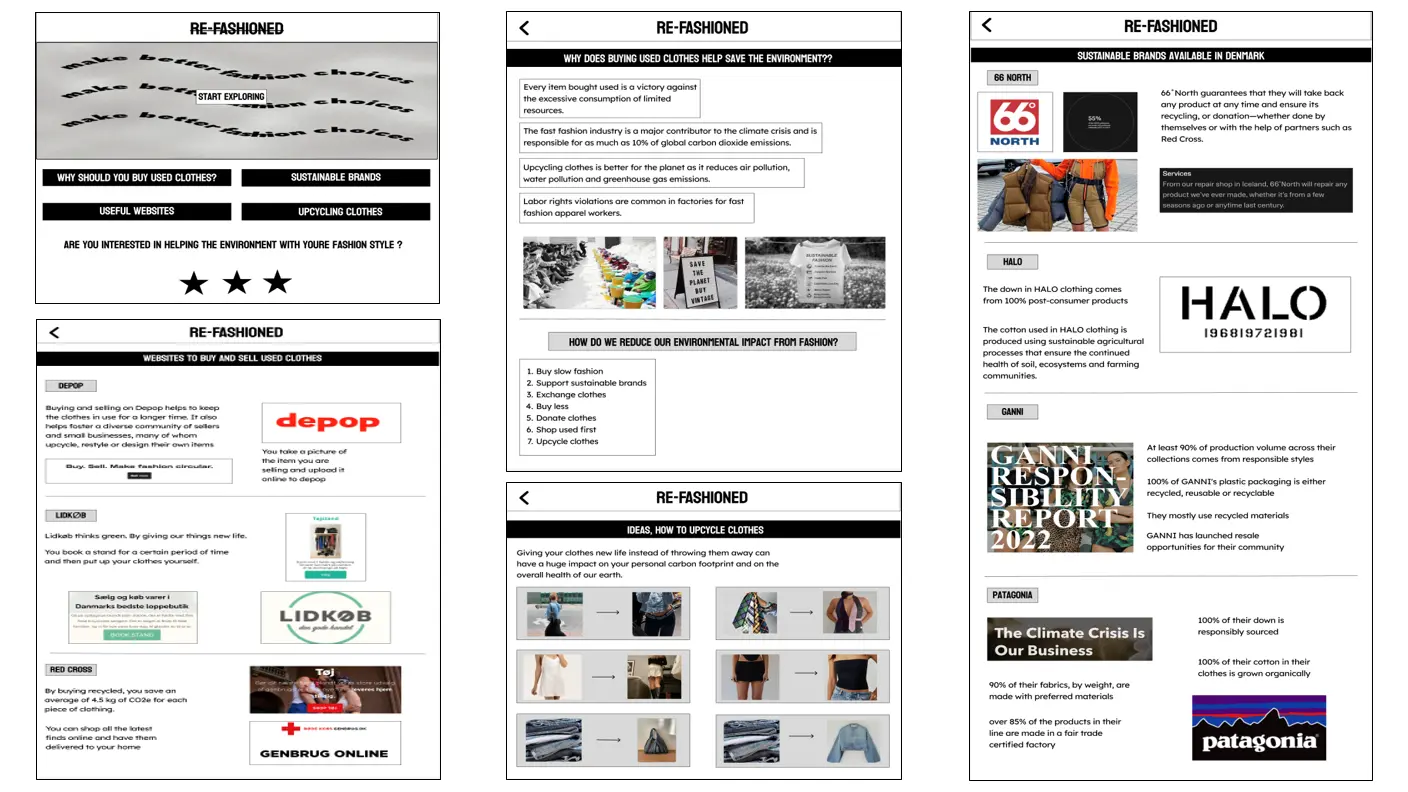 RE-FASHIONED
make better fashion choices
make better fashion choices
make better fashion choices
START EXPLORING
WHY SHOULD YOU BUY USED CLOTHES?
SUSTAINABLE BRANDS
USEFUL WEBSITES
UPCYCLING CLOTHES
ARE YOU INTERESTED IN HELPING THE ENVIRONMENT WITH YOURE FASHION STYLE ?
RE-FASHIONED
WEBSITES TO BUY AND SELL USED CLOTHES
DEPOP
Buying and selling on Depop helps to keep
the clothes in use for a longer time. It also
helps foster a diverse community of sellers
and small businesses, many of whom
upcycle, restyle or design their own items
Buy. Sell. Make fashion circular.
depop
You take a picture of
the item you are
selling and upload it
online to depop
LIDKØB
Lidkøb thinks green. By giving our things new life.
You book a stand for a certain period of time
and then put up your clothes yourself.
Sælg og køb varer i
Danmarks bedste loppebutik
BOOK STAND
LIDKØB
den gode handel
RED CROSS
By buying recycled, you save an
average of 4.5 kg of CO2e for each
piece of clothing.
You can shop all the latest
finds online and have them
delivered to your home
Tøj
SHOP TØJ
GENBRUG ONLINE
RE-FASHIONED
WHY DOES BUYING USED CLOTHES HELP SAVE THE ENVIRONMENT??
Every item bought used is a victory against
the excessive consumption of limited
resources.
The fast fashion industry is a major contributor to the climate crisis and is
responsible for as much as 10% of global carbon dioxide emissions.
Upcycling clothes is better for the planet as it reduces air pollution,
water pollution and greenhouse gas emissions.
Labor rights violations are common in factories for fast
fashion apparel workers.
SAVE
THE
PLANET
BUY
VINTAGE
SUSTAINABLE
FASHION
HOW DO WE REDUCE OUR ENVIRONMENTAL IMPACT FROM FASHION?
1. Buy slow fashion
2. Support sustainable brands
3. Exchange clothes
4. Buy less
5. Donate clothes
6. Shop used first
7. Upcycle clothes
RE-FASHIONED
IDEAS, HOW TO UPCYCLE CLOTHES
Giving your clothes new life instead of throwing them away can
have a huge impact on your personal carbon footprint and on the
overall health of our earth.
RE-FASHIONED
SUSTAINABLE BRANDS AVAILABLE IN DENMARK
66 NORTH
66°
NORTH
55%
66°North guarantees that they will take back
any product at any time and ensure its
recycling, or donation—whether done by
themselves or with the help of partners such as
Red Cross.
Services
From our repair shop in Iceland, 66°North will repair any
product we've ever made, whether it's from a few
seasons ago or anytime last century.
HALO
The down in HALO clothing comes
from 100% post-consumer products
The cotton used in HALO clothing is
produced using sustainable agricultural
processes that ensure the continued
health of soil, ecosystems and farming
communities.
HALO
196819721981
GANNI
GANNI
RESPON-
SIBILITY
REPORT
2022
At least 90% of production volume across their
collections comes from responsible styles
100% of GANNI's plastic packaging is either
recycled, reusable or recyclable
They mostly use recycled materials
GANNI has launched resale
opportunities for their community
PATAGONIA
The Climate Crisis Is
Our Business
100% of their down is
responsibly sourced
100% of their cotton in their
clothes is grown organically
90% of their fabrics, by weight, are
made with preferred materials
over 85% of the products in their
line are made in a fair trade
certified factory
patagonia